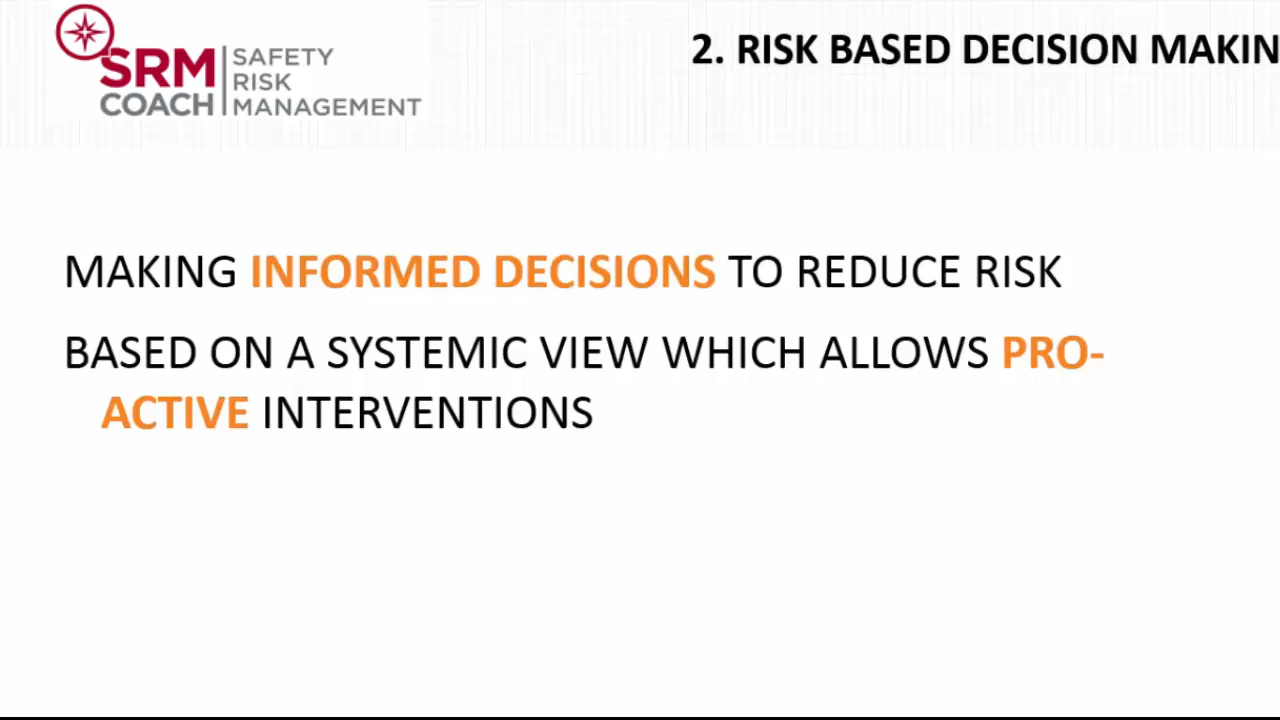 SRM
COACH
SAFETY
RISK
MANAGEMENT
2. RISK BASED DECISION MAKIN
MAKING INFORMED DECISIONS TO REDUCE RISK
BASED ON A SYSTEMIC VIEW WHICH ALLOWS PRO-
ACTIVE INTERVENTIONS